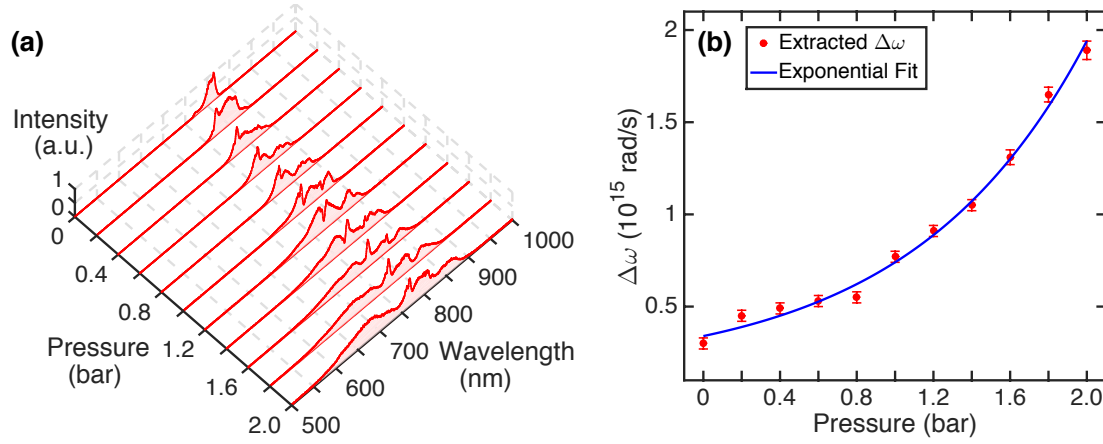 (a)
Intensity
(a.u.)
1
0
0
0.4
0.8
1.2
1.6
2.0
Pressure
(bar)
500
600
700
800
900
1000
Wavelength
(nm)
(b)
Extracted Δω
Exponential Fit
2
1.5
1
0.5
Δω (10¹⁵ rad/s)
0 0.4 0.8 1.2 1.6 2.0
Pressure (bar)